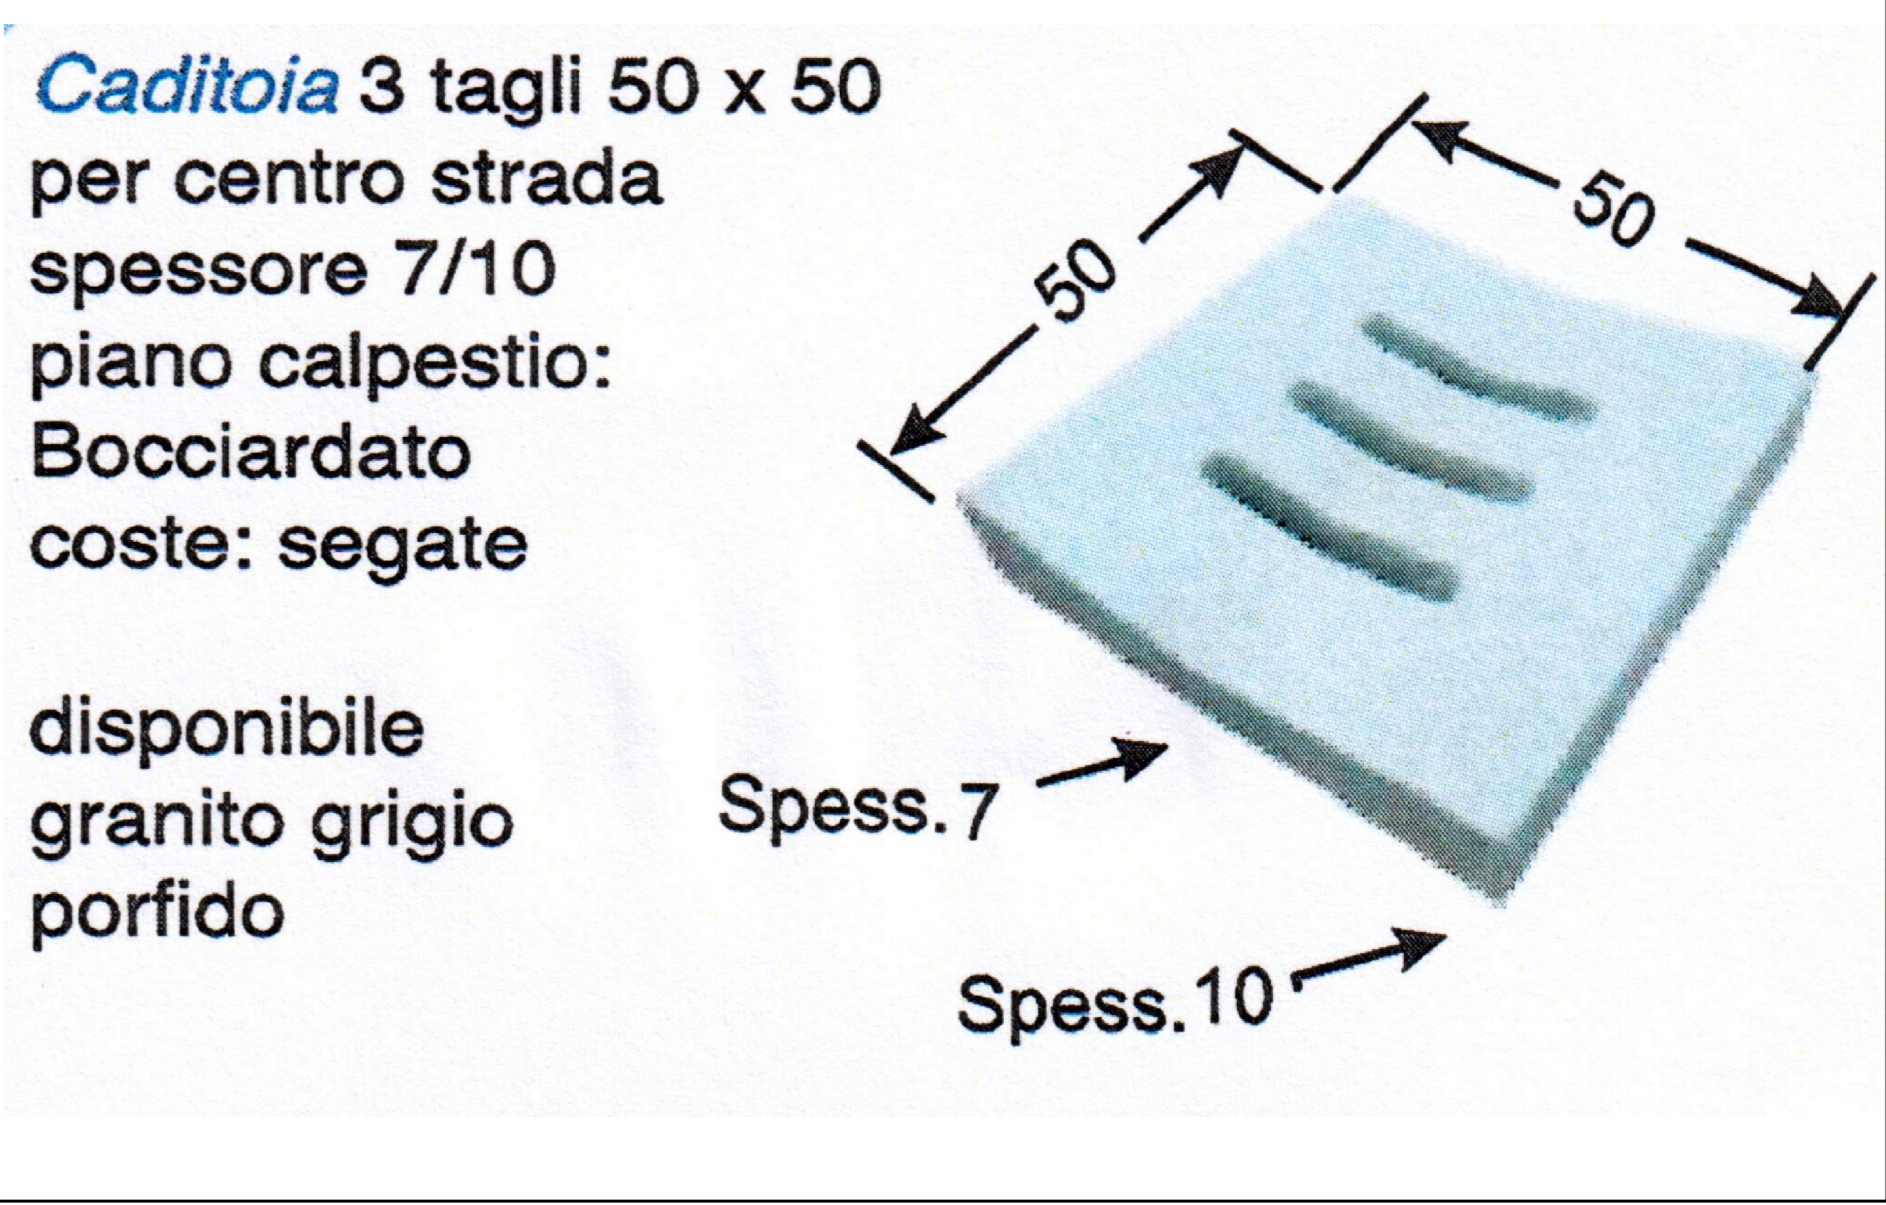 Caditoia 3 tagli 50 x 50
per centro strada
spessore 7/10
piano calpestio:
Bocciardato
coste: segate
disponibile
granito grigio
porfido
50
50
Spess. 7
Spess. 10